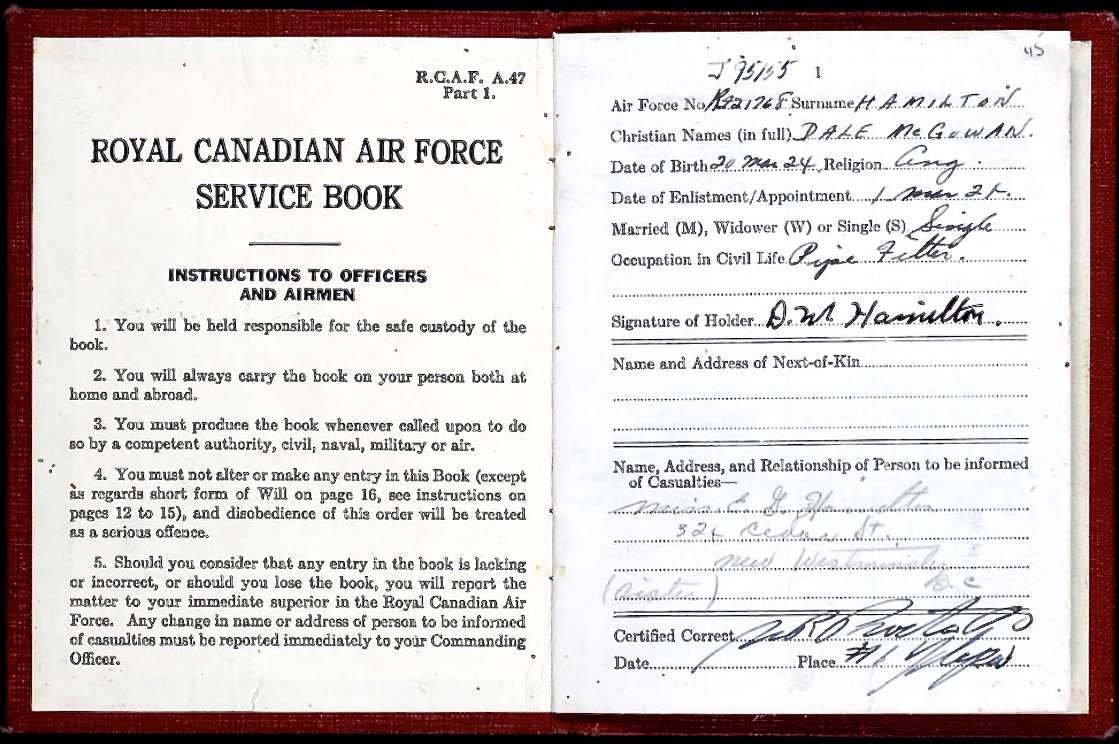 R.C.A.F. A.47
Part 1.
ROYAL CANADIAN AIR FORCE
SERVICE BOOK
INSTRUCTIONS TO OFFICERS
AND AIRMEN
1. You will be held responsible for the safe custody of the
book.
2. You will always carry the book on your person both at
home and abroad.
3. You must produce the book whenever called upon to do
so by a competent authority, civil, naval, military or air.
4. You must not alter or make any entry in this Book (except
as regards short form of Will on page 16, see instructions on
pages 12 to 15), and disobedience of this order will be treated
as a serious offence.
5. Should you consider that any entry in the book is lacking
or incorrect, or should you lose the book, you will report the
matter to your immediate superior in the Royal Canadian Air
Force. Any change in name or address of person to be informed
of casualties must be reported immediately to your Commanding
Officer.
45
J 95155 1
Air Force No. R221768 Surname HAMILTON
Christian Names (in full) DALE McGOWAN.
Date of Birth 20 Mar 24 Religion Ang.
Date of Enlistment/Appointment 1 Mar
Married (M), Widower (W) or Single (S) Single
Occupation in Civil Life Pipe Fitter.
Signature of Holder D. M. Hamilton.
Name and Address of Next-of-Kin
Name, Address, and Relationship of Person to be informed
of Casualties—
Miss E. G. Hamilton
Cedar St.,
New Westminster
(sister) B.C
Certified Correct
Date Place